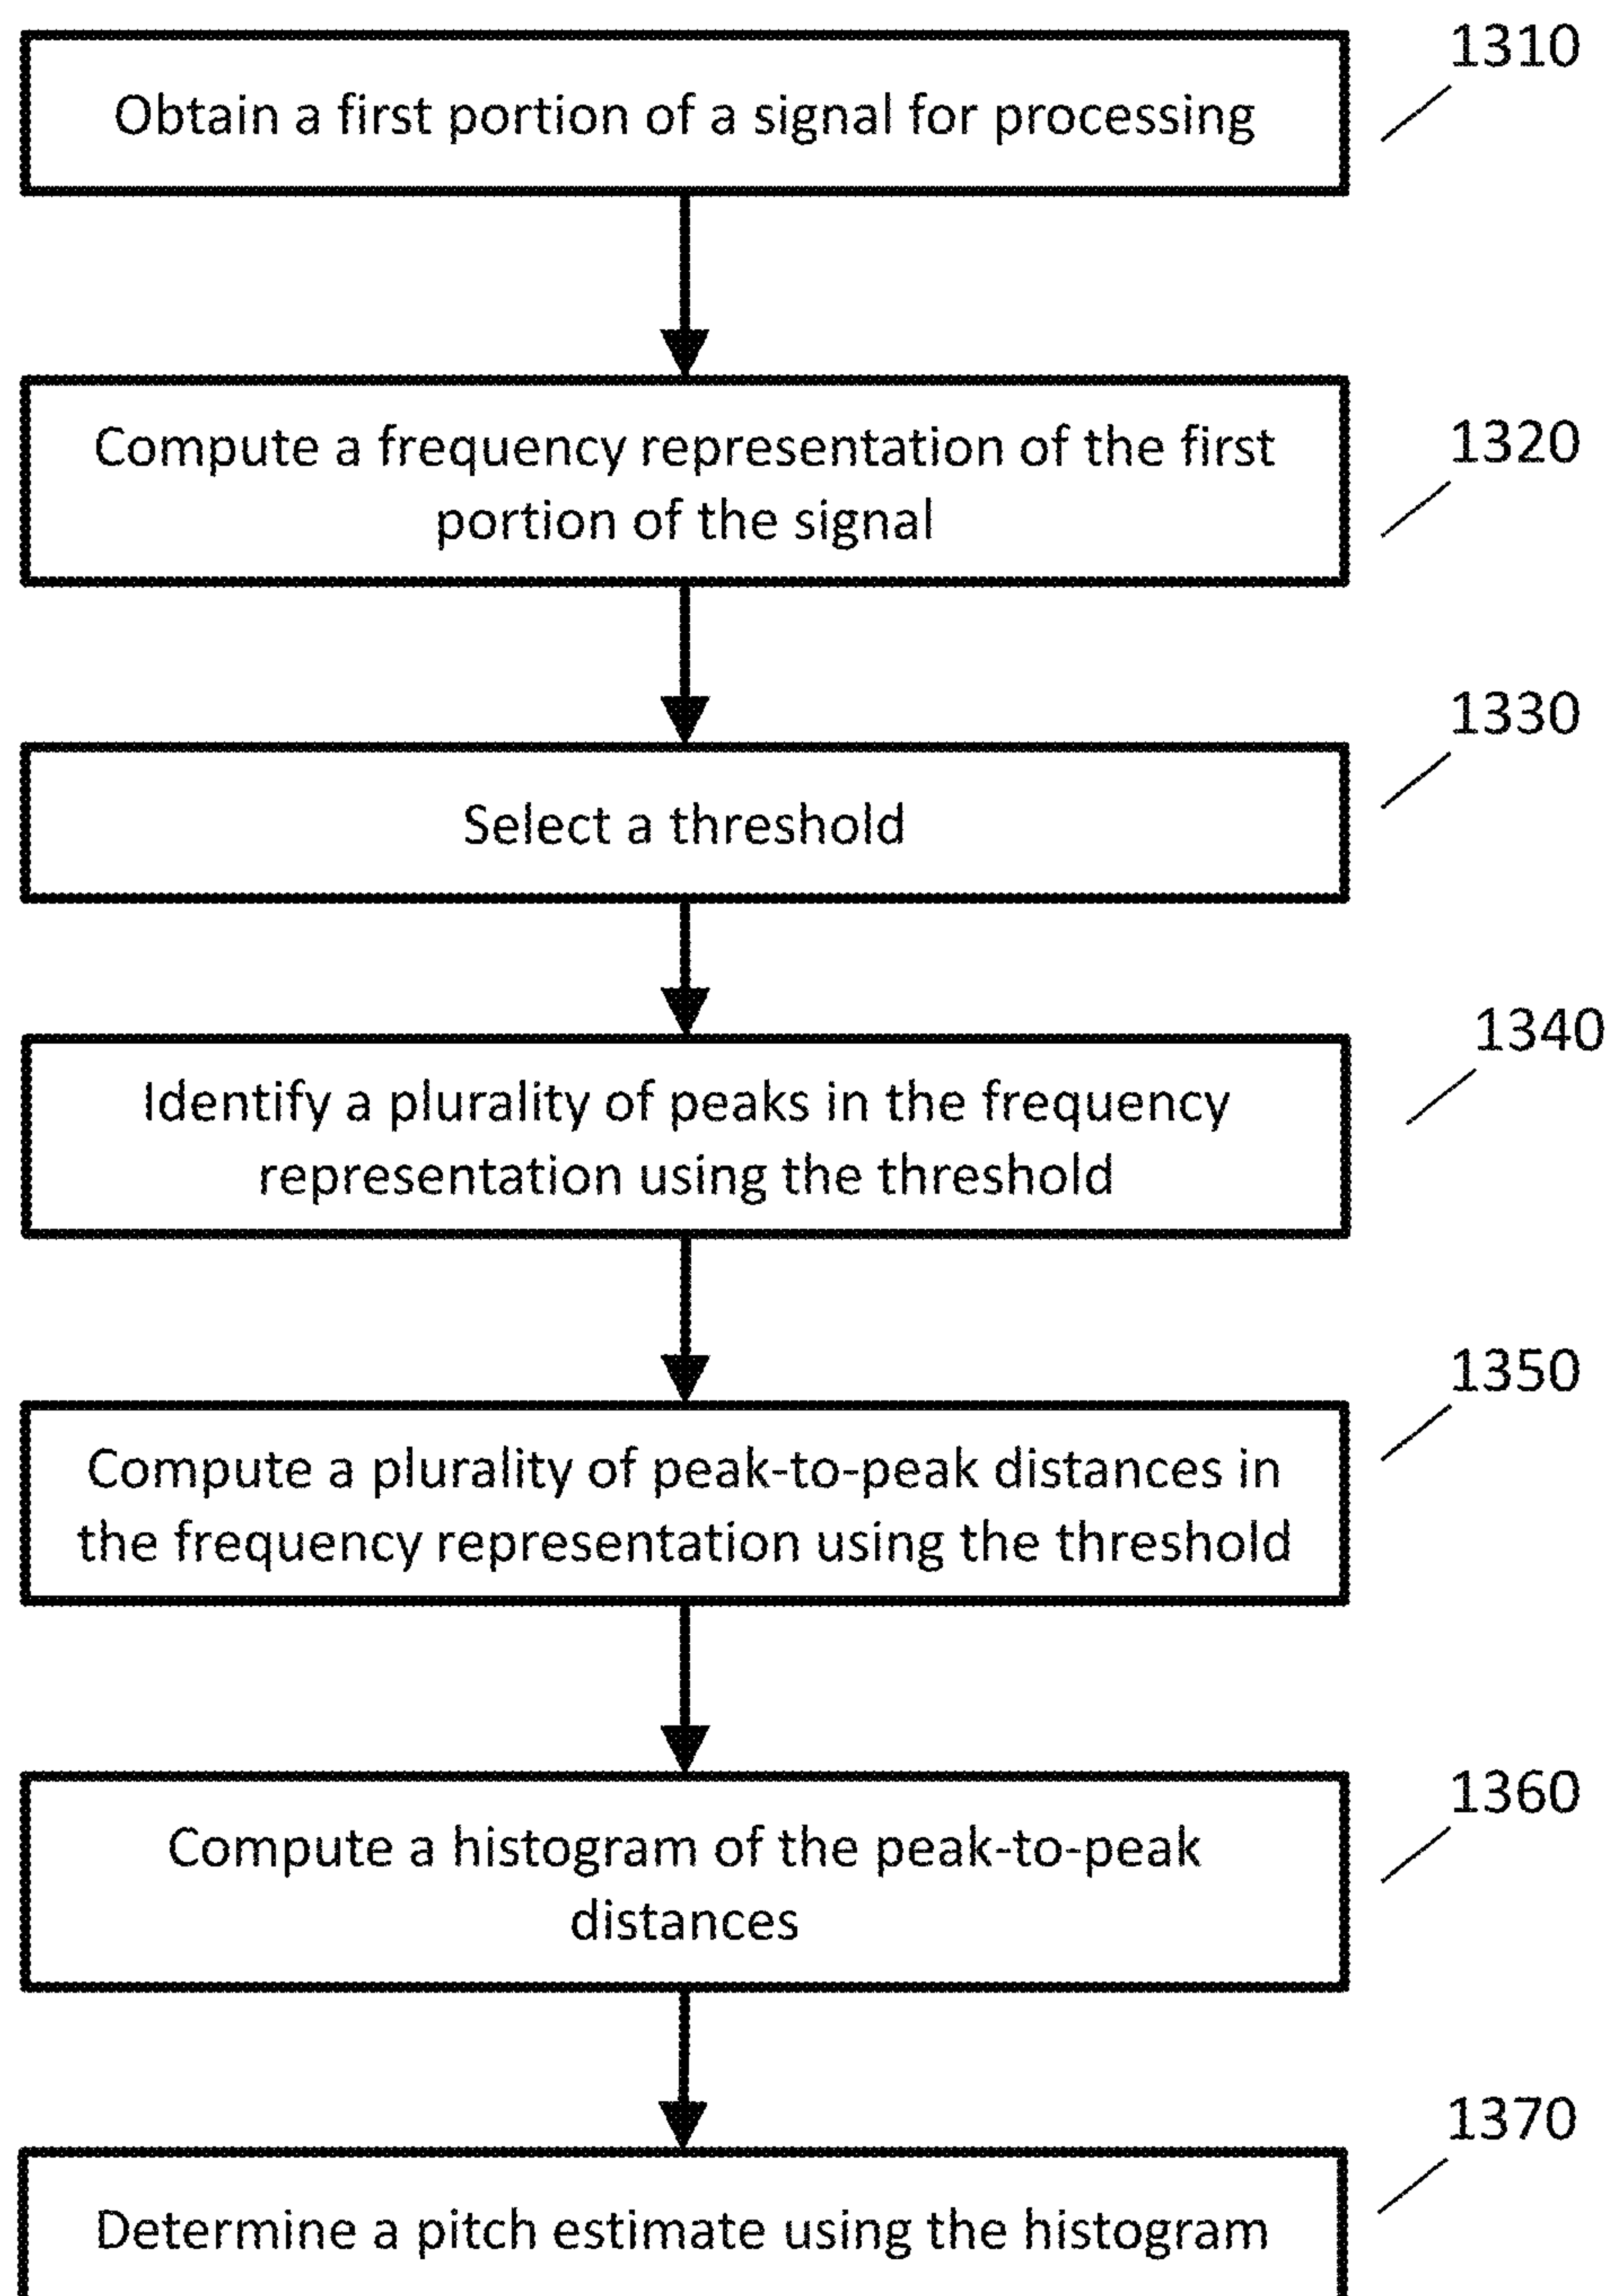 1310
Obtain a first portion of a signal for processing
1320
Compute a frequency representation of the first
portion of the signal
1330
Select a threshold
1340
Identify a plurality of peaks in the frequency
representation using the threshold
1350
Compute a plurality of peak-to-peak distances in
the frequency representation using the threshold
1360
Compute a histogram of the peak-to-peak
distances
1370
Determine a pitch estimate using the histogram